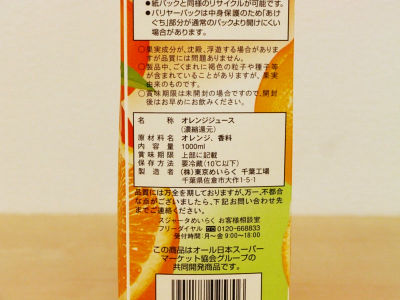 ●紙パックと同様のリサイクルが可能です。
●バリヤーパックは中身保護のため「あけ
ぐち」部分が通常のパックより開けにくい
場合があります。
○果実成分が、沈殿、浮遊する場合がありま
すが品質には問題ありません。
○製品中、ごくまれに褐色の粒子や種子等
が含まれていることがありますが、果実
由来のものです。
○賞味期限は未開封の場合ですので、開封
後はお早めにお飲みください。
名 称 オレンジジュース
(濃縮還元)
原材料名 オレンジ、香料
内容量 1000ml
賞味期限 上部に記載
保存方法 要冷蔵(10℃以下)
製造者 (株)東京めいらく 千葉工場
千葉県佐倉市大作1-5-1
品質には万全を期しておりますが、万一、不都合
な点がございましたら、下記お問い合わせ先
までご連絡ください。
スジャータめいらく お客様相談室
フリーダイヤル 0120-668833
受付時間:月〜金 9:00〜18:00
この商品はオール日本スーパー
マーケット協会グループの
共同開発商品です。